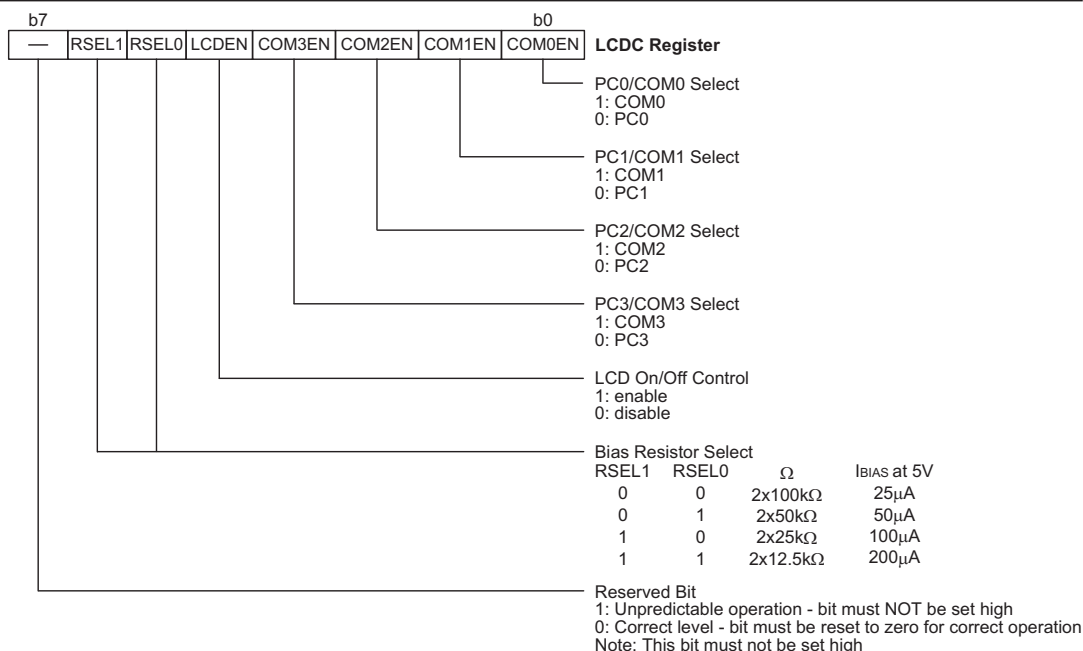 b7 b0
— RSEL1 RSEL0 LCDEN COM3EN COM2EN COM1EN COM0EN LCDC Register
PC0/COM0 Select
1: COM0
0: PC0
PC1/COM1 Select
1: COM1
0: PC1
PC2/COM2 Select
1: COM2
0: PC2
PC3/COM3 Select
1: COM3
0: PC3
LCD On/Off Control
1: enable
0: disable
Bias Resistor Select
RSEL1 RSEL0 Ω IBIAS at 5V
0 0 2x100kΩ 25μA
0 1 2x50kΩ 50μA
1 0 2x25kΩ 100μA
1 1 2x12.5kΩ 200μA
Reserved Bit
1: Unpredictable operation - bit must NOT be set high
0: Correct level - bit must be reset to zero for correct operation
Note: This bit must not be set high